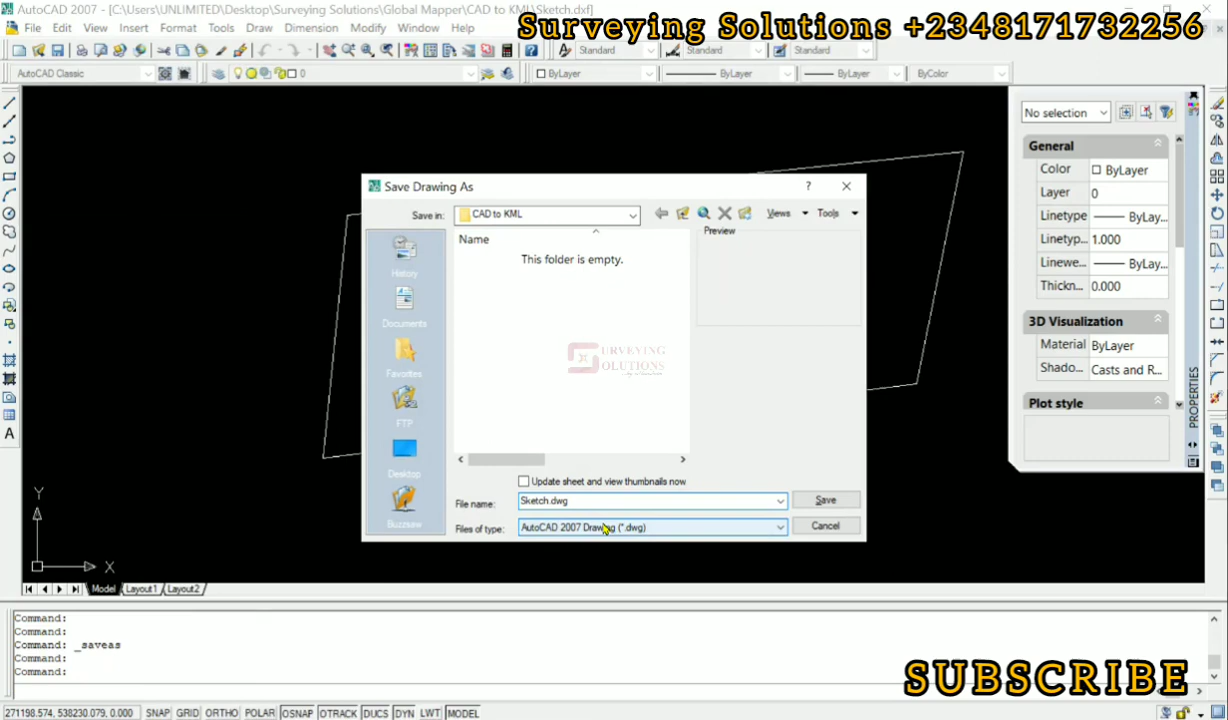 AutoCAD 2007 - [C:\Users\UNLIMITED\Desktop\Surveying Solutions\Global Mapper\CAD to KML\Sketch.dxf]
Surveying Solutions +2348171732256
File Edit View Insert Format Tools Draw Dimension Modify Window Help
Standard Standard Standard
AutoCAD Classic 0 ByLayer ByLayer ByLayer ByColor
No selection
General
Color ByLayer
Layer 0
Linetype ByLay...
Linetyp... 1.000
Linewe... ByLay...
Thickn... 0.000
3D Visualization
Material ByLayer
Shado... Casts and R...
Plot style
PROPERTIES
Save Drawing As
Save in: CAD to KML Views Tools
Name
This folder is empty.
Preview
History
Documents
Favorites
FTP
Desktop
Buzzsaw
URVEYING
OLUTIONS
Update sheet and view thumbnails now
File name: Sketch.dwg Save
Files of type: AutoCAD 2007 Drawing (*.dwg) Cancel
Y
X
Model Layout1 Layout2
Command:
Command:
Command: _saveas
Command:
Command:
SUBSCRIBE
271198.574, 538230.079, 0.000 SNAP GRID ORTHO POLAR OSNAP OTRACK DUCS DYN LWT MODEL